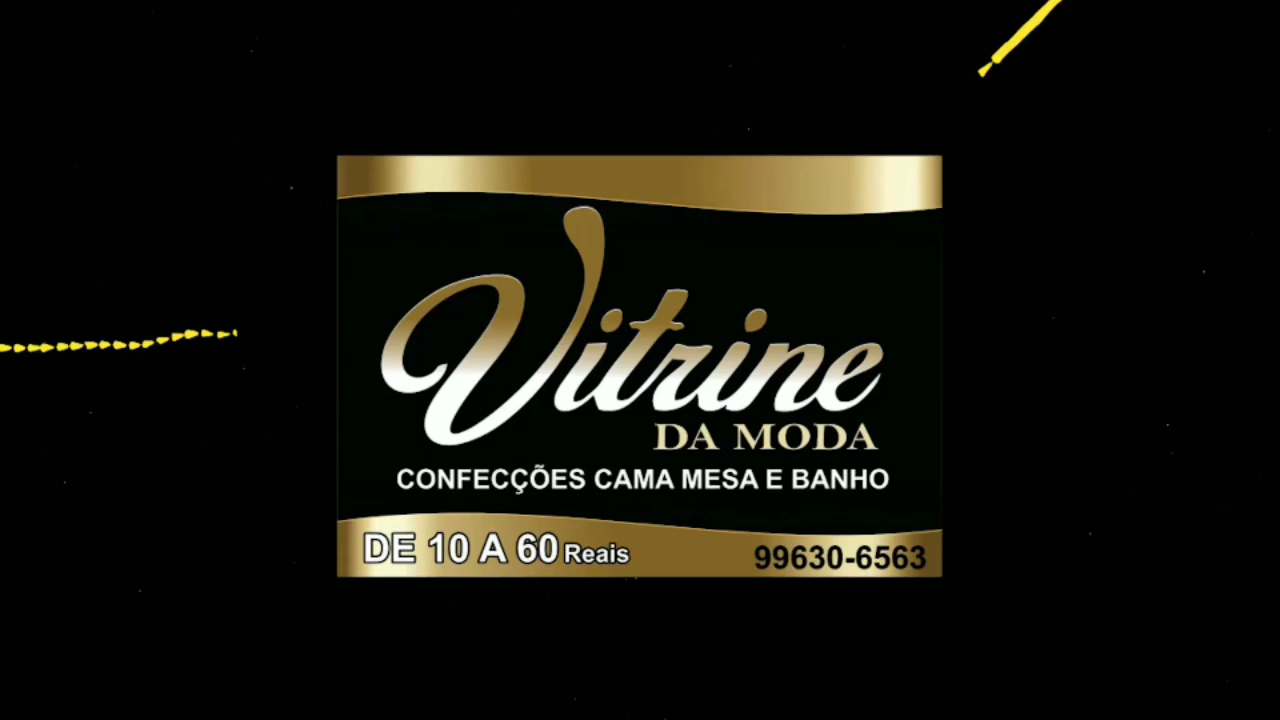 Vitrine
DA MODA
CONFECÇÕES CAMA MESA E BANHO
DE 10 A 60 Reais
99630-6563